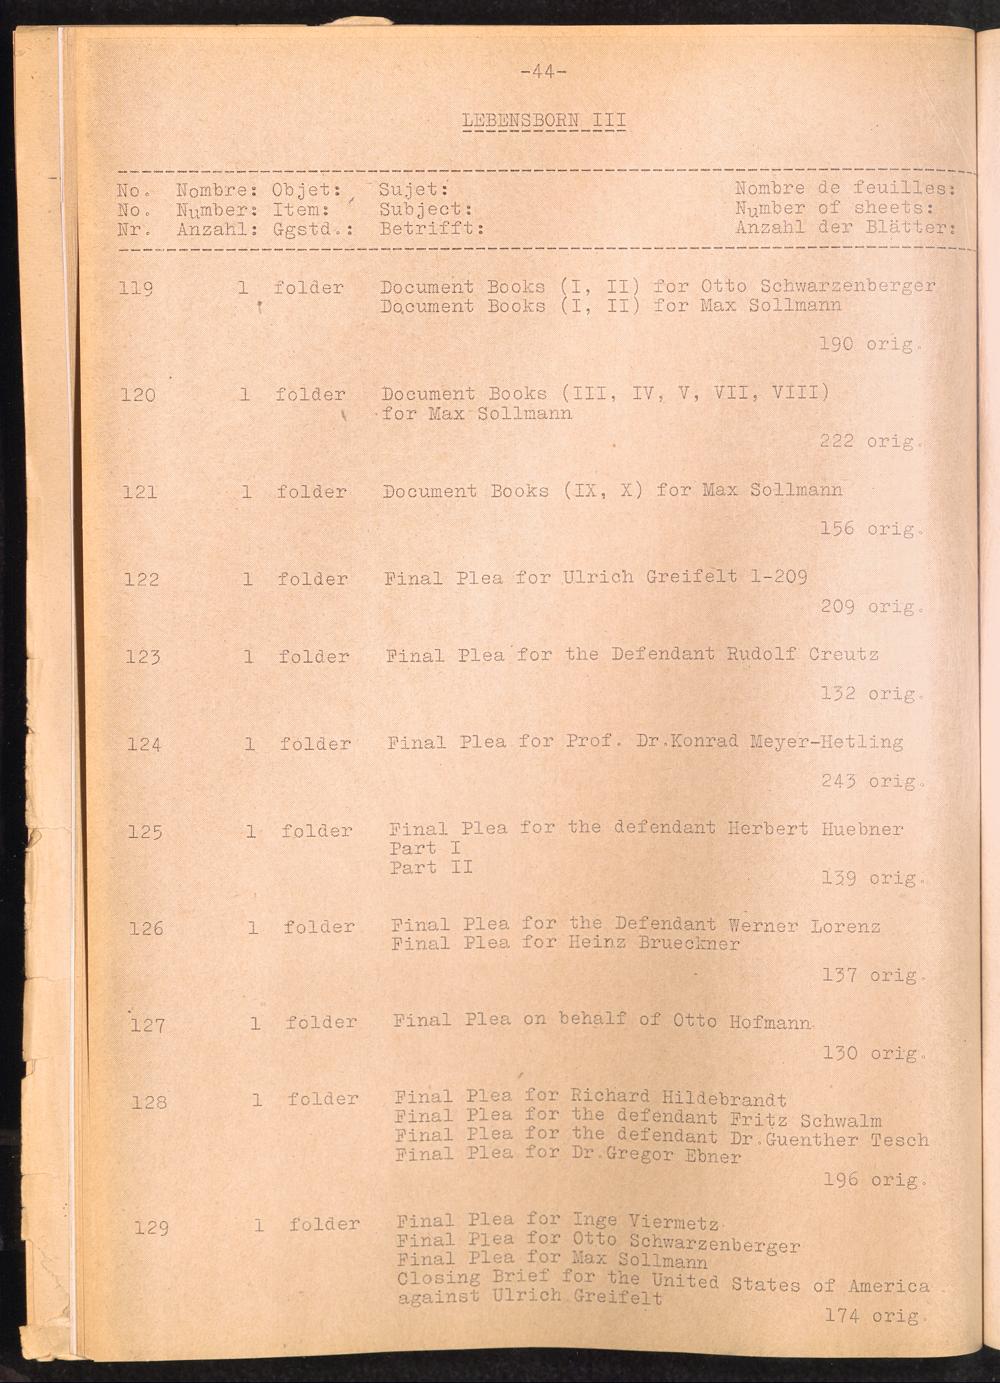 -44-
LEBENSBORN III
No. Nombre: Objet: Sujet: Nombre de feuilles:
No. Number: Item: Subject: Number of sheets:
Nr. Anzahl: Ggstd.: Betrifft: Anzahl der Blätter:
119 1 folder Document Books (I, II) for Otto Schwarzenberger
Document Books (I, II) for Max Sollmann
190 orig.
120 1 folder Document Books (III, IV, V, VII, VIII)
for Max Sollmann
222 orig.
121 1 folder Document Books (IX, X) for Max Sollmann
156 orig.
122 1 folder Final Plea for Ulrich Greifelt 1-209
209 orig.
123 1 folder Final Plea for the Defendant Rudolf Creutz
132 orig.
124 1 folder Final Plea for Prof. Dr.Konrad Meyer-Hetling
243 orig.
125 1 folder Final Plea for the defendant Herbert Huebner
Part I
Part II
139 orig.
126 1 folder Final Plea for the Defendant Werner Lorenz
Final Plea for Heinz Brueckner
137 orig.
127 1 folder Final Plea on behalf of Otto Hofmann
130 orig.
128 1 folder Final Plea for Richard Hildebrandt
Final Plea for the defendant Fritz Schwalm
Final Plea for the defendant Dr.Guenther Tesch
Final Plea for Dr.Gregor Ebner
196 orig.
129 1 folder Final Plea for Inge Viermetz
Final Plea for Otto Schwarzenberger
Final Plea for Max Sollmann
Closing Brief for the United States of America
against Ulrich Greifelt
174 orig.